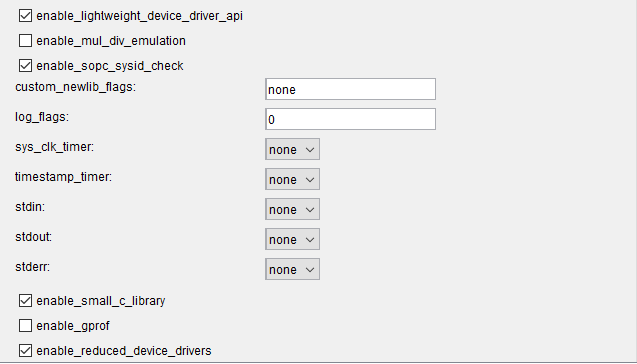 enable_lightweight_device_driver_api
enable_mul_div_emulation
enable_sopc_sysid_check
custom_newlib_flags: none
log_flags: 0
sys_clk_timer: none
timestamp_timer: none
stdin: none
stdout: none
stderr: none
enable_small_c_library
enable_gprof
enable_reduced_device_drivers